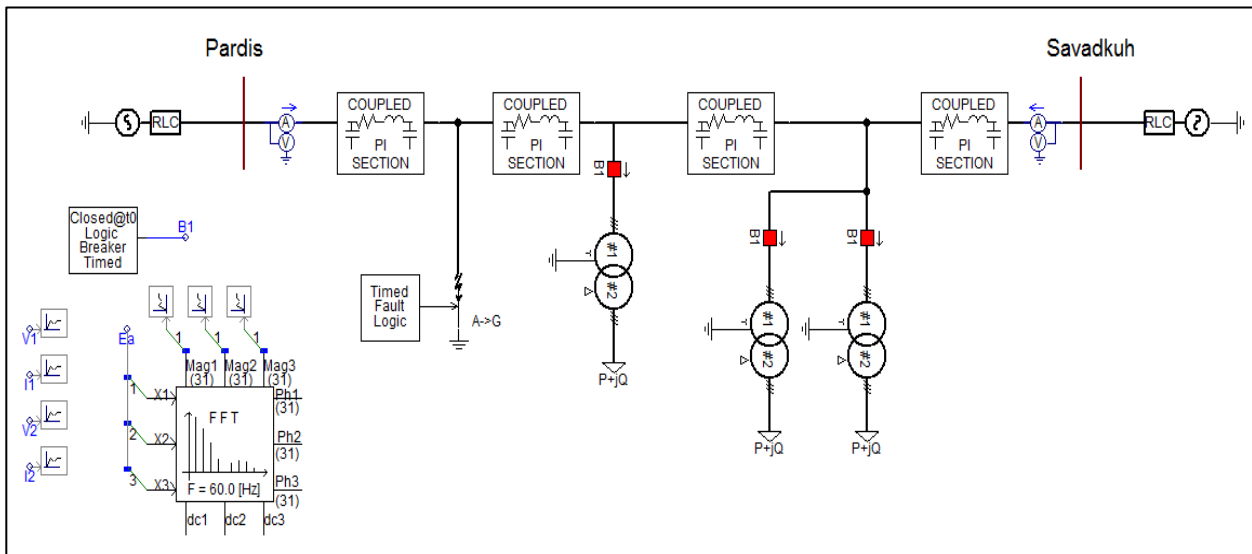 Pardis
Savadkuh
RLC
A
V
COUPLED
PI
SECTION
COUPLED
PI
SECTION
COUPLED
PI
SECTION
COUPLED
PI
SECTION
A
V
RLC
B1
Closed@t0
Logic
Breaker
Timed
B1
#1
#2
P+jQ
B1
#1
#2
P+jQ
B1
#1
#2
P+jQ
Timed
Fault
Logic
A->G
V1
I1
V2
I2
Ea
1
1
1
Mag1
(31)
Mag2
(31)
Mag3
(31)
1
X1
2
X2
3
X3
FFT
F = 60.0 [Hz]
Ph1
(31)
Ph2
(31)
Ph3
(31)
dc1
dc2
dc3